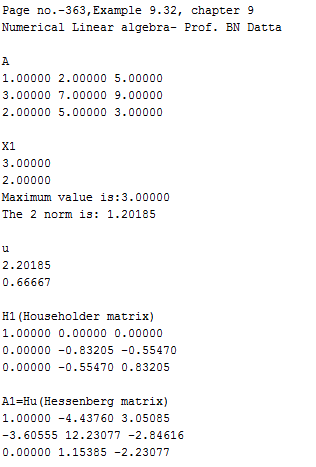 Page no.-363,Example 9.32, chapter 9
Numerical Linear algebra- Prof. BN Datta
A
1.00000 2.00000 5.00000
3.00000 7.00000 9.00000
2.00000 5.00000 3.00000
X1
3.00000
2.00000
Maximum value is:3.00000
The 2 norm is: 1.20185
u
2.20185
0.66667
H1(Householder matrix)
1.00000 0.00000 0.00000
0.00000 -0.83205 -0.55470
0.00000 -0.55470 0.83205
A1=Hu(Hessenberg matrix)
1.00000 -4.43760 3.05085
-3.60555 12.23077 -2.84616
0.00000 1.15385 -2.23077